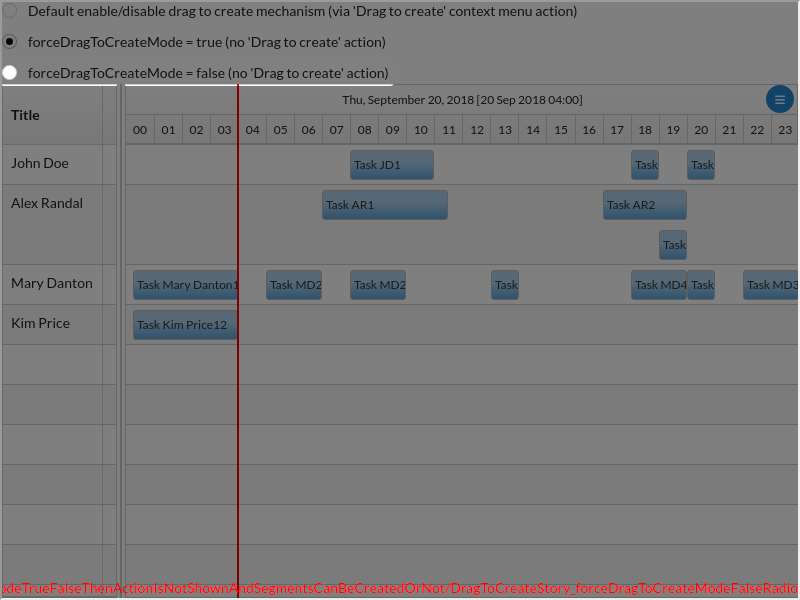 Default enable/disable drag to create mechanism (via 'Drag to create' context menu action)
forceDragToCreateMode = true (no 'Drag to create' action)
forceDragToCreateMode = false (no 'Drag to create' action)
Title
Thu, September 20, 2018 [20 Sep 2018 04:00]
00 01 02 03 04 05 06 07 08 09 10 11 12 13 14 15 16 17 18 19 20 21 22 23
John Doe
Task JD1 Task Task
Alex Randal
Task AR1 Task AR2
Task
Mary Danton
Task Mary Danton1 Task MD2 Task MD2 Task Task MD4 Task Task MD3
Kim Price
Task Kim Price12
odeTrueFalseThenActionIsNotShownAndSegmentsCanBeCreatedOrNot/DragToCreateStory_forceDragToCreateModeFalseRadio